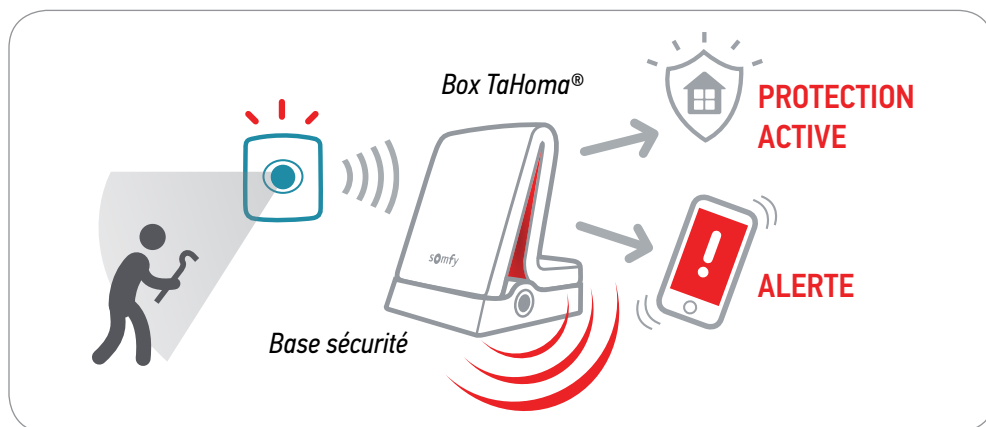 Box TaHoma®
PROTECTION
ACTIVE
somfy
!
ALERTE
Base sécurité